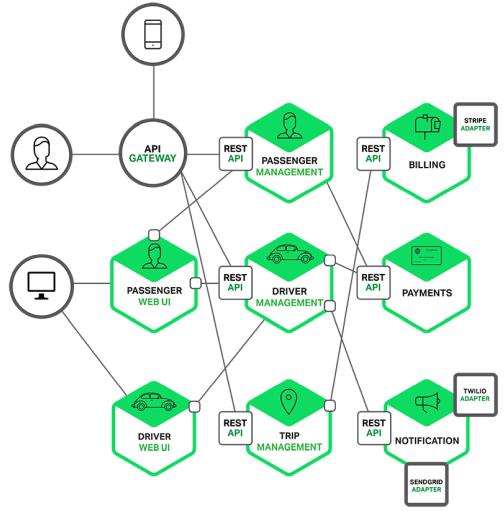 API
GATEWAY
REST
API
PASSENGER
MANAGEMENT
REST
API
BILLING
STRIPE
ADAPTER
PASSENGER
WEB UI
REST
API
DRIVER
MANAGEMENT
REST
API
PAYMENTS
DRIVER
WEB UI
REST
API
TRIP
MANAGEMENT
REST
API
NOTIFICATION
TWILIO
ADAPTER
SENDGRID
ADAPTER